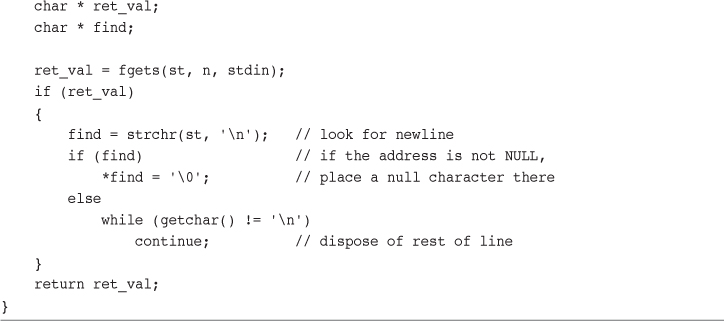 char * ret_val;
    char * find;

    ret_val = fgets(st, n, stdin);
    if (ret_val)
    {
        find = strchr(st, '\n');   // look for newline
        if (find)                  // if the address is not NULL,
            *find = '\0';          // place a null character there
        else
            while (getchar() != '\n')
                continue;          // dispose of rest of line
    }
    return ret_val;
}